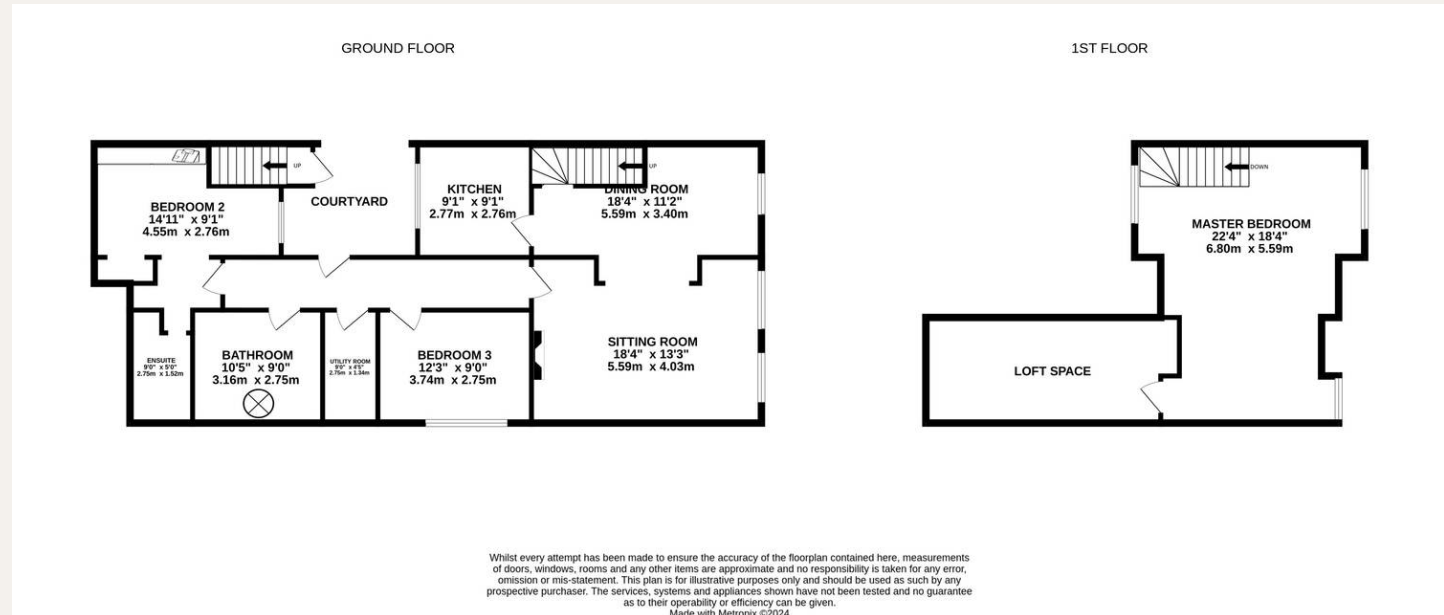 GROUND FLOOR
1ST FLOOR
UP
UP
DOWN
KITCHEN
9'1" x 9'1"
2.77m x 2.76m
DINING ROOM
18'4" x 11'2"
5.59m x 3.40m
COURTYARD
BEDROOM 2
14'11" x 9'1"
4.55m x 2.76m
MASTER BEDROOM
22'4" x 18'4"
6.80m x 5.59m
SITTING ROOM
18'4" x 13'3"
5.59m x 4.03m
ENSUITE
9'0" x 5'0"
2.75m x 1.52m
BATHROOM
10'5" x 9'0"
3.16m x 2.75m
UTILITY ROOM
9'0" x 4'5"
2.75m x 1.34m
BEDROOM 3
12'3" x 9'0"
3.74m x 2.75m
LOFT SPACE
Whilst every attempt has been made to ensure the accuracy of the floorplan contained here, measurements
of doors, windows, rooms and any other items are approximate and no responsibility is taken for any error,
omission or mis-statement. This plan is for illustrative purposes only and should be used as such by any
prospective purchaser. The services, systems and appliances shown have not been tested and no guarantee
as to their operability or efficiency can be given.
Made with Metropix ©2024